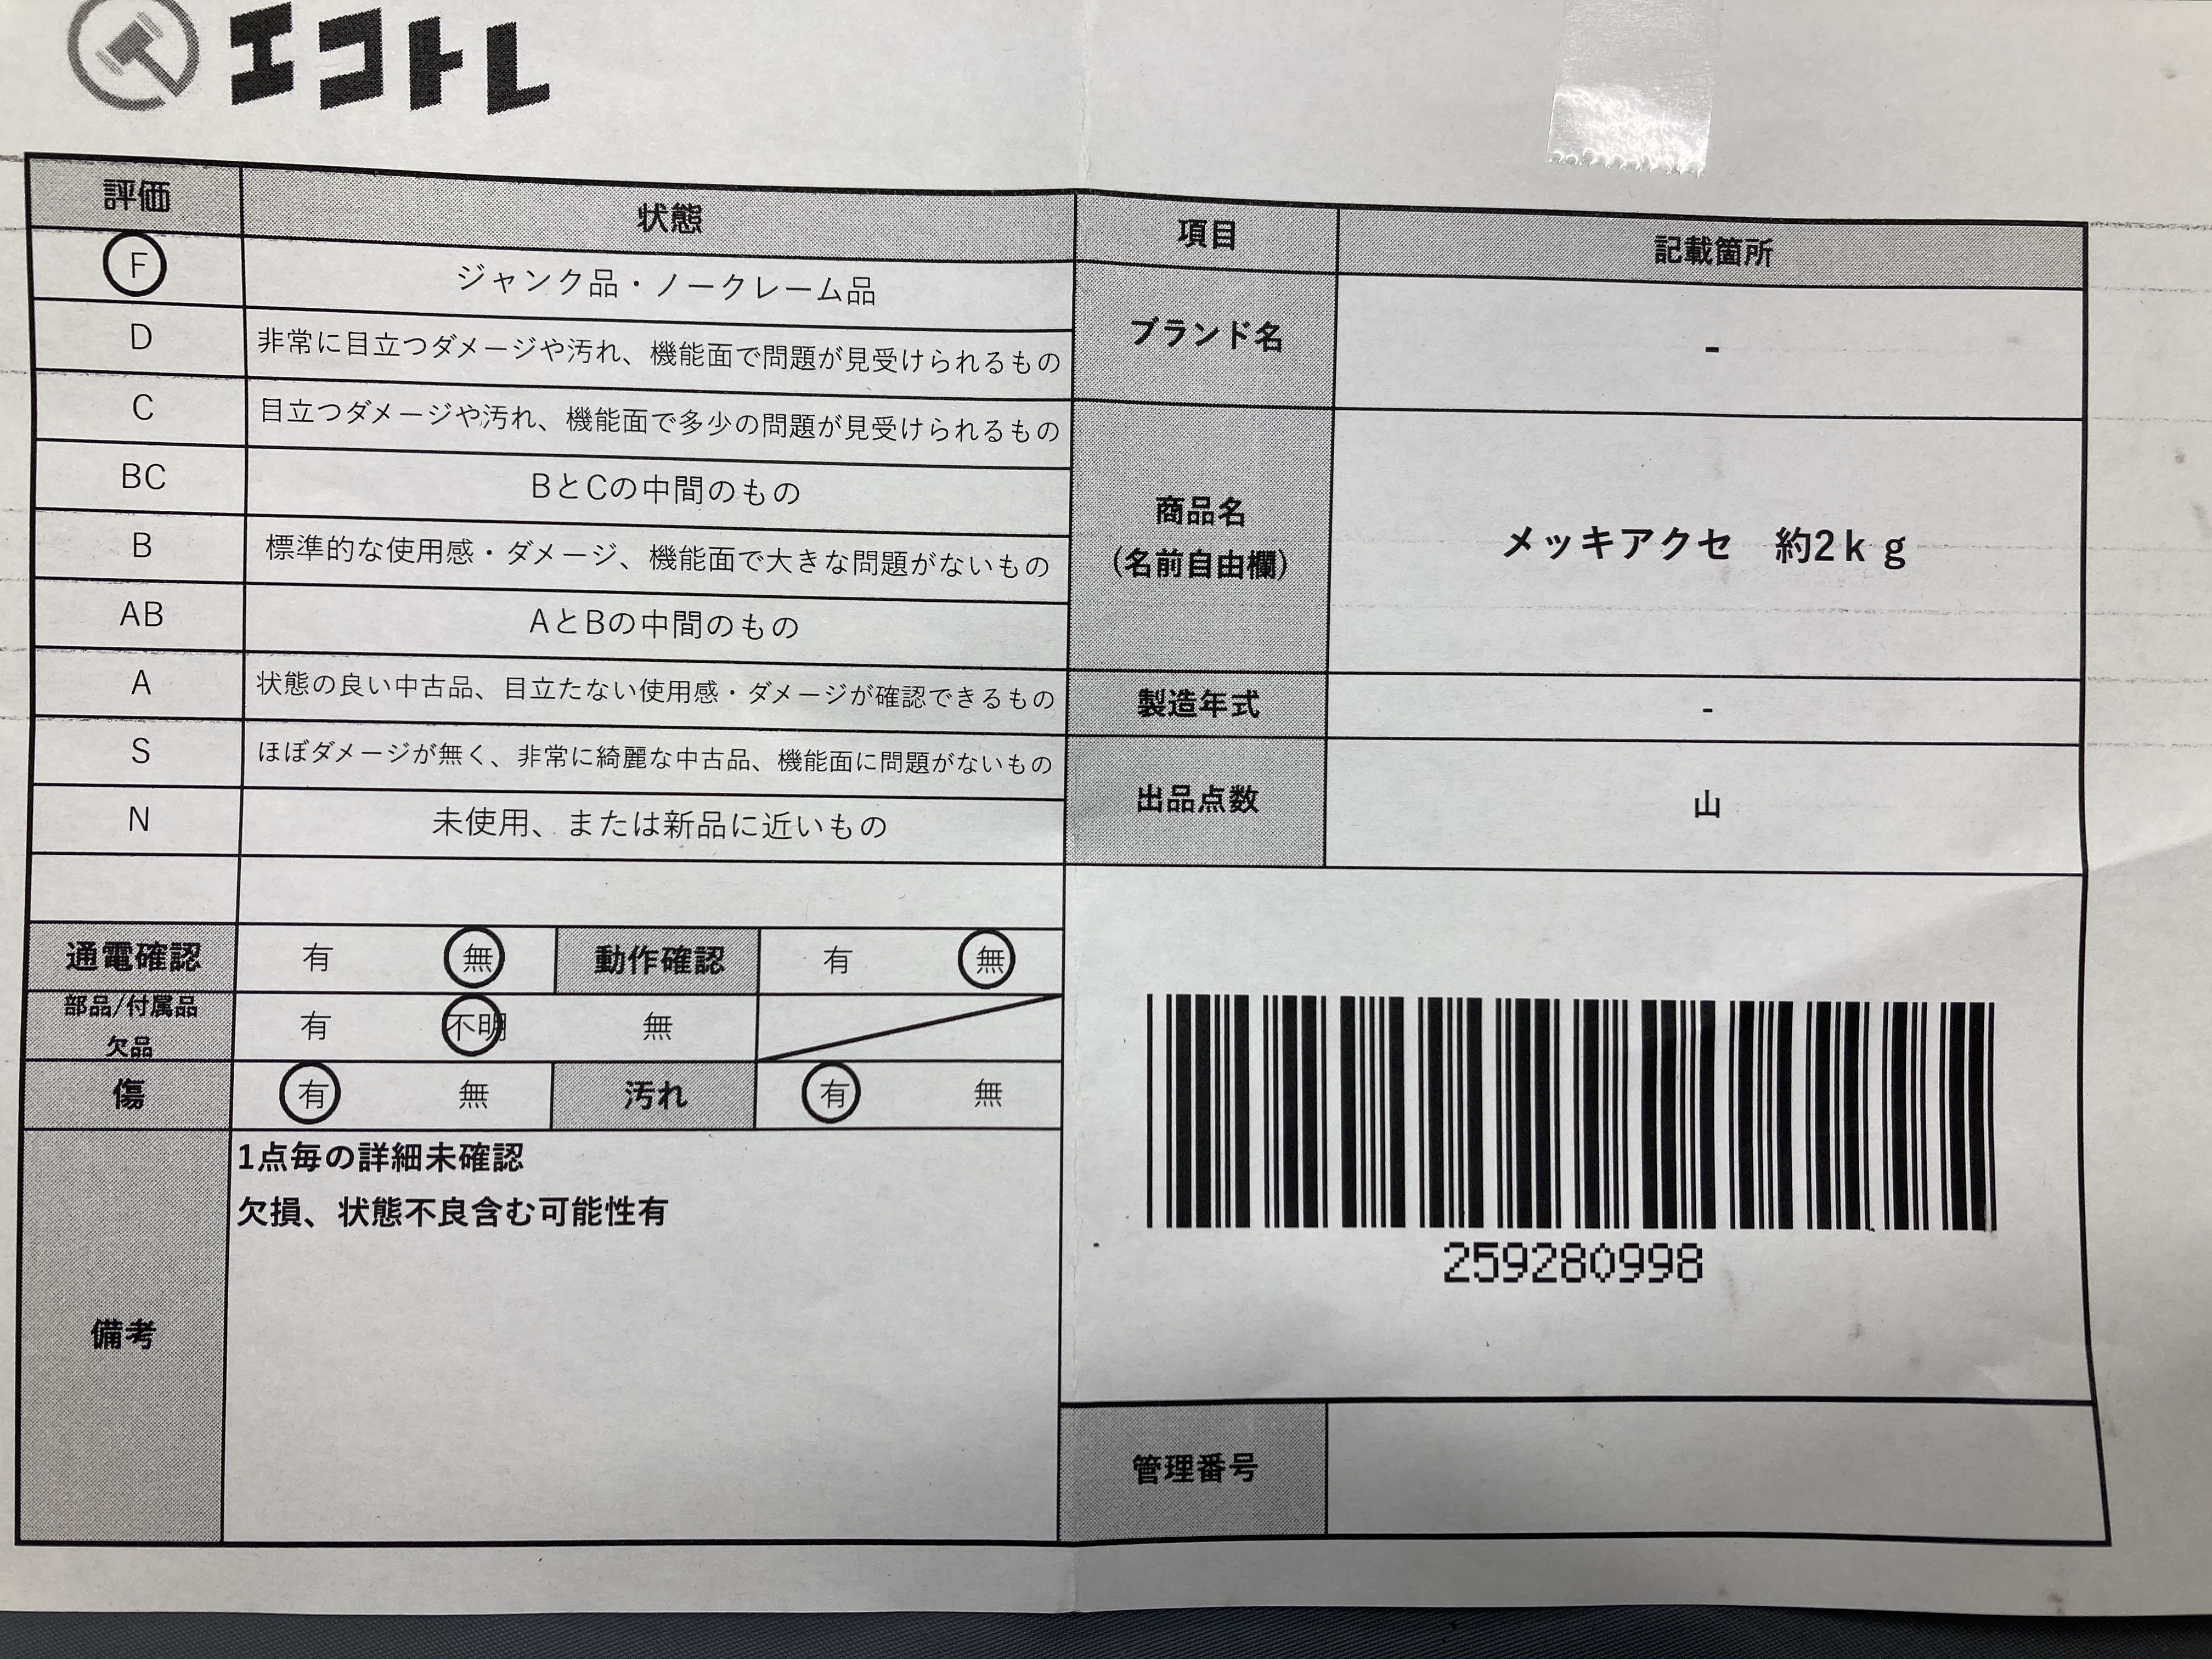 エコトレ
評価 状態
F ジャンク品・ノークレーム品
D 非常に目立つダメージや汚れ、機能面で問題が見受けられるもの
C 目立つダメージや汚れ、機能面で多少の問題が見受けられるもの
BC BとCの中間のもの
B 標準的な使用感・ダメージ、機能面で大きな問題がないもの
AB AとBの中間のもの
A 状態の良い中古品、目立たない使用感・ダメージが確認できるもの
S ほぼダメージが無く、非常に綺麗な中古品、機能面に問題がないもの
N 未使用、または新品に近いもの
通電確認 有 無 動作確認 有 無
部品/付属品
欠品 有 不明 無
傷 有 無 汚れ 有 無
備考
1点毎の詳細未確認
欠損、状態不良含む可能性有
項目 記載箇所
ブランド名 -
商品名
(名前自由欄)
メッキアクセ　約2ｋｇ
製造年式 -
出品点数 山
259280998
管理番号